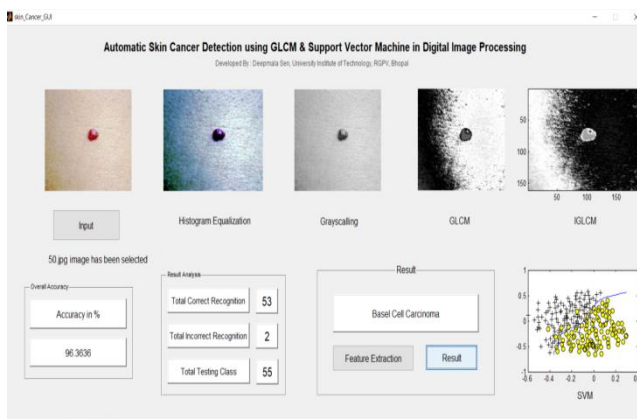 skin_Cancer_GUI
Automatic Skin Cancer Detection using GLCM & Support Vector Machine in Digital Image Processing
Developed By : Deepmala Sen, University Institute of Technology, RGPV, Bhopal
50
100
150
50 100 150
Input
Histogram Equalization
Grayscalling
GLCM
IGLCM
50.jpg image has been selected
Overall Accuracy
Accuracy in %
96.3636
Result Analysis
Total Correct Recognition 53
Total Incorrect Recognition 2
Total Testing Class 55
Result
Basel Cell Carcinoma
Feature Extraction
Result
1
0.5
0
-0.5
-1
-0.6 -0.4 -0.2 0 0.2 0.4
SVM